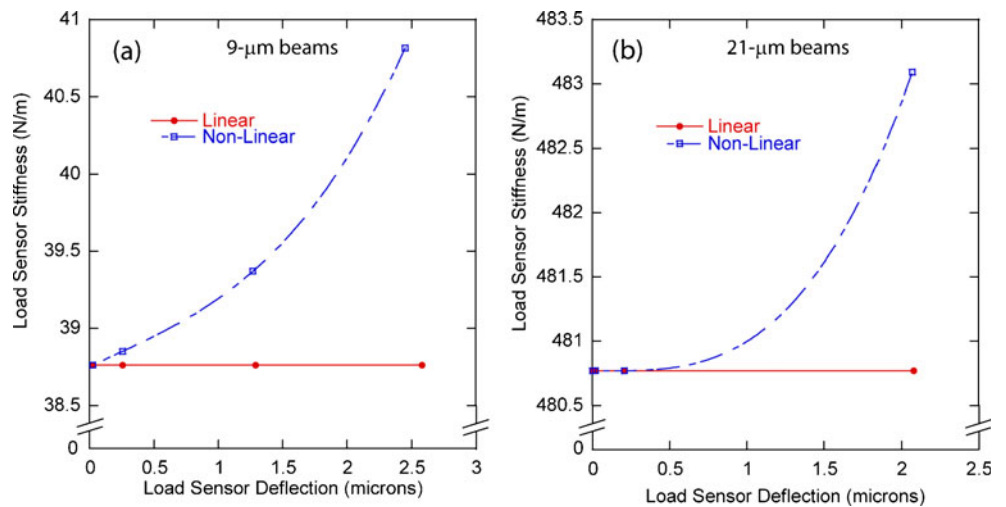 (a) 9-μm beams
Linear
Non-Linear
Load Sensor Stiffness (N/m)
41
40.5
40
39.5
39
38.5
0
0 0.5 1 1.5 2 2.5 3
Load Sensor Deflection (microns)
(b) 21-μm beams
Linear
Non-Linear
Load Sensor Stiffness (N/m)
483.5
483
482.5
482
481.5
481
480.5
0
0 0.5 1 1.5 2 2.5
Load Sensor Deflection (microns)